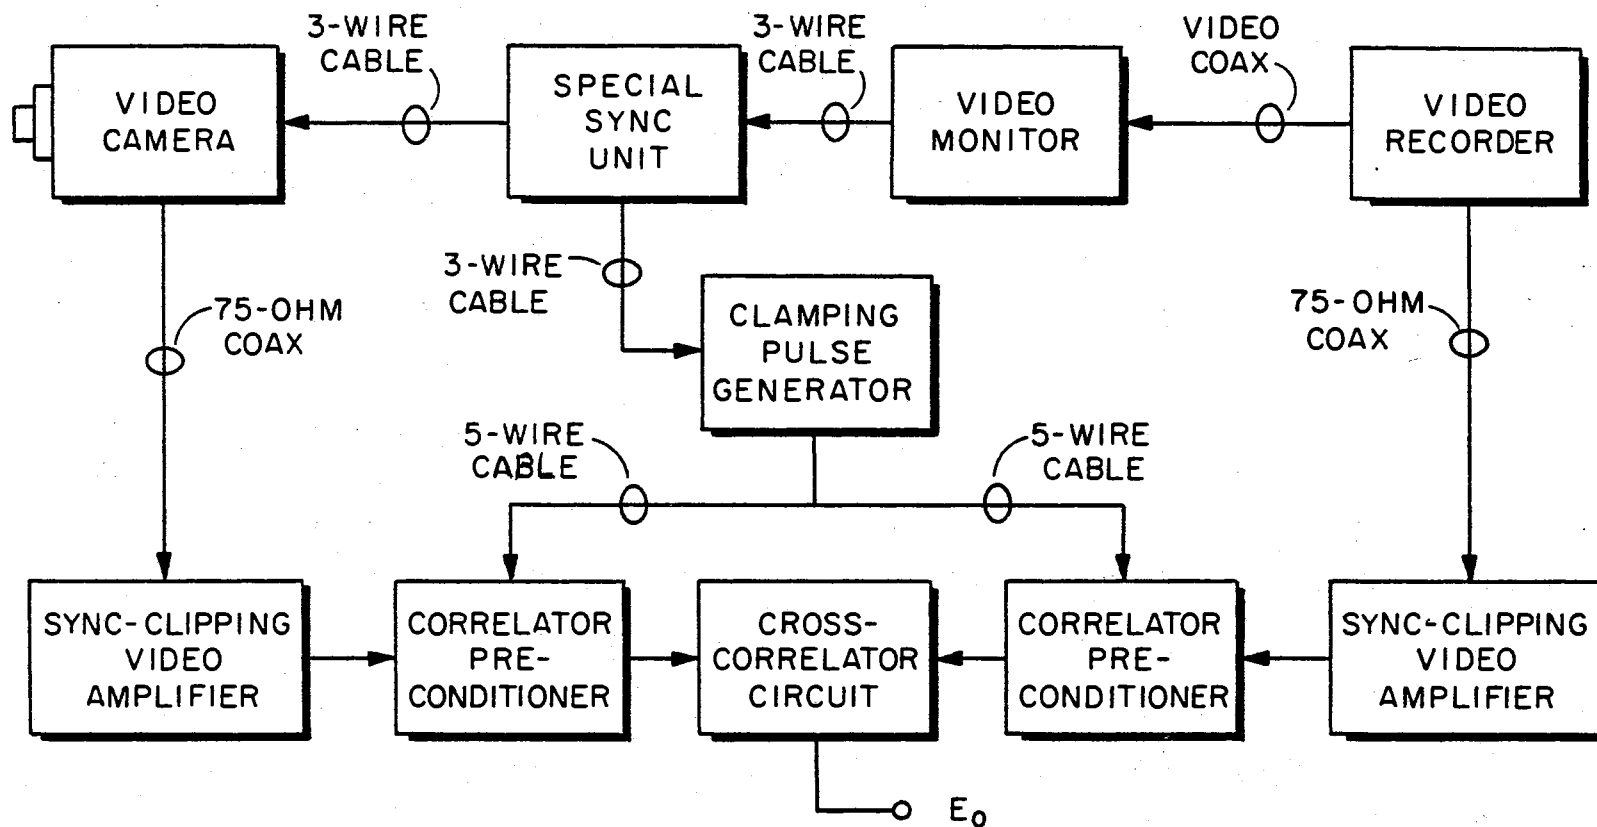 3-WIRE
CABLE
3-WIRE
CABLE
VIDEO
COAX
VIDEO
CAMERA
SPECIAL
SYNC
UNIT
VIDEO
MONITOR
VIDEO
RECORDER
3-WIRE
CABLE
75-OHM
COAX
CLAMPING
PULSE
GENERATOR
75-OHM
COAX
5-WIRE
CABLE
5-WIRE
CABLE
SYNC-CLIPPING
VIDEO
AMPLIFIER
CORRELATOR
PRE-
CONDITIONER
CROSS-
CORRELATOR
CIRCUIT
CORRELATOR
PRE-
CONDITIONER
SYNC-CLIPPING
VIDEO
AMPLIFIER
Eo